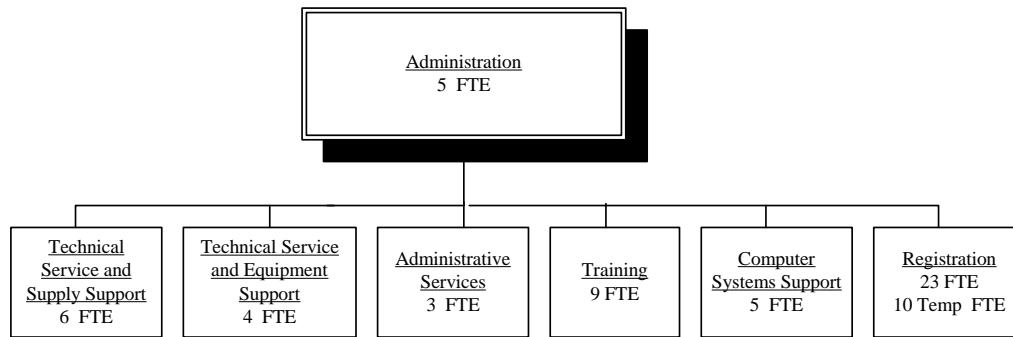 Administration
5 FTE
Technical
Service and
Supply Support
6 FTE
Technical Service
and Equipment
Support
4 FTE
Administrative
Services
3 FTE
Training
9 FTE
Computer
Systems Support
5 FTE
Registration
23 FTE
10 Temp FTE